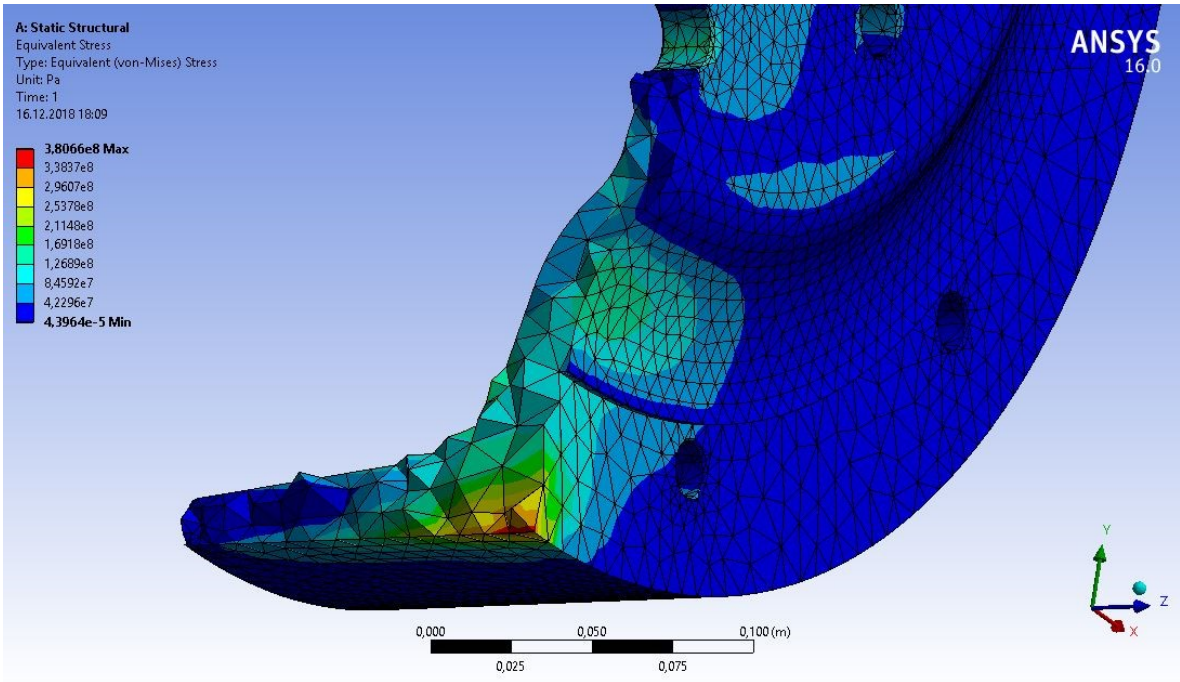 A: Static Structural
Equivalent Stress
Type: Equivalent (von-Mises) Stress
Unit: Pa
Time: 1
16.12.2018 18:09
ANSYS
16.0
3,8066e8 Max
3,3837e8
2,9607e8
2,5378e8
2,1148e8
1,6918e8
1,2689e8
8,4592e7
4,2296e7
4,3964e-5 Min
Y
Z
X
0,000
0,050
0,100 (m)
0,025
0,075